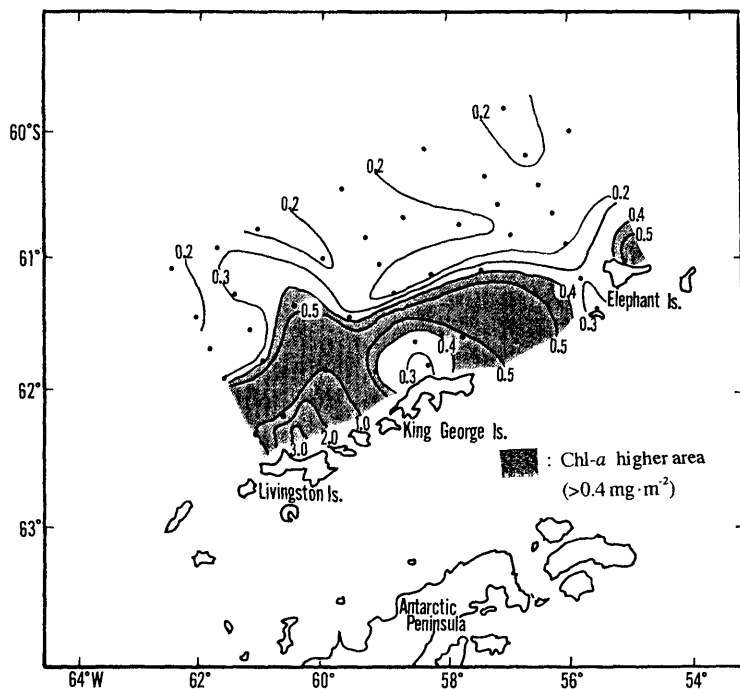 0.2
60°S
0.2
0.2
0.2
0.4
0.2
0.5
61°
0.2
0.3
Elephant Is.
0.4
0.3
0.5
0.4
0.5
0.5
0.3
62°
1.0
King George Is.
2.0
3.0
: Chl-a higher area
(>0.4 mg·m⁻²)
Livingston Is.
63°
Antarctic
Peninsula
64°W 62° 60° 58° 56° 54°